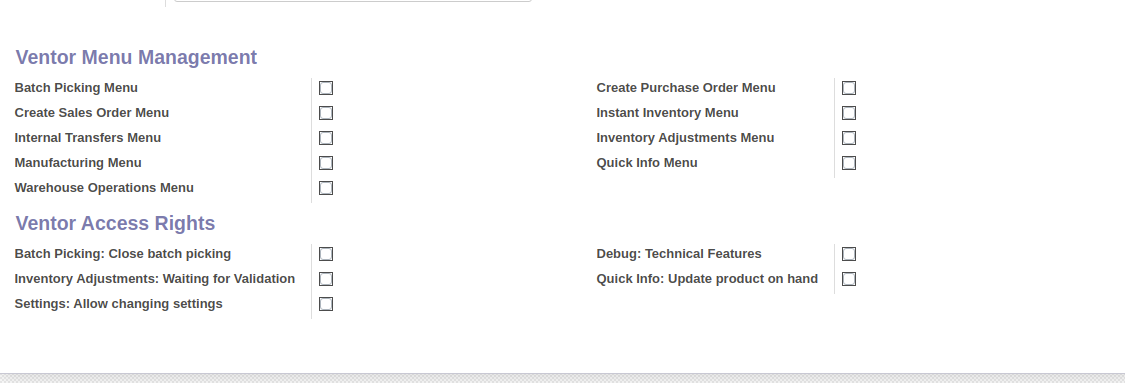 Ventor Menu Management
Batch Picking Menu
Create Purchase Order Menu
Create Sales Order Menu
Instant Inventory Menu
Internal Transfers Menu
Inventory Adjustments Menu
Manufacturing Menu
Quick Info Menu
Warehouse Operations Menu
Ventor Access Rights
Batch Picking: Close batch picking
Debug: Technical Features
Inventory Adjustments: Waiting for Validation
Quick Info: Update product on hand
Settings: Allow changing settings